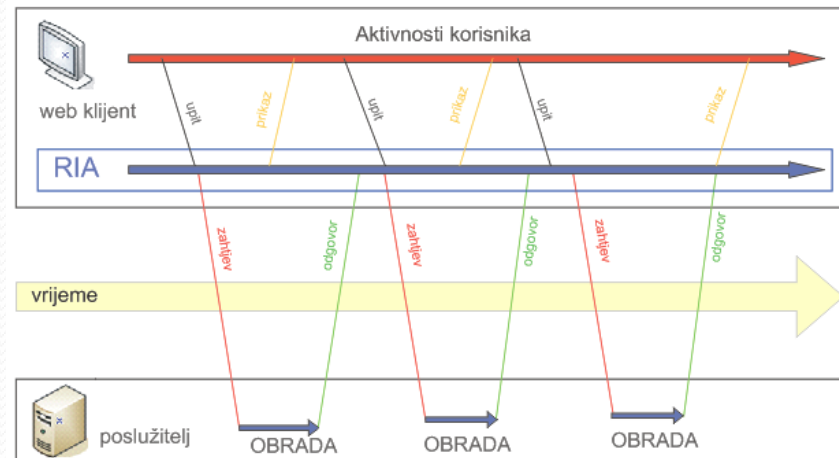 Aktivnosti korisnika
web klijent
upit
prikaz
upit
prikaz
upit
prikaz
RIA
zahtjev
odgovor
zahtjev
odgovor
zahtjev
odgovor
vrijeme
poslužitelj
OBRADA
OBRADA
OBRADA